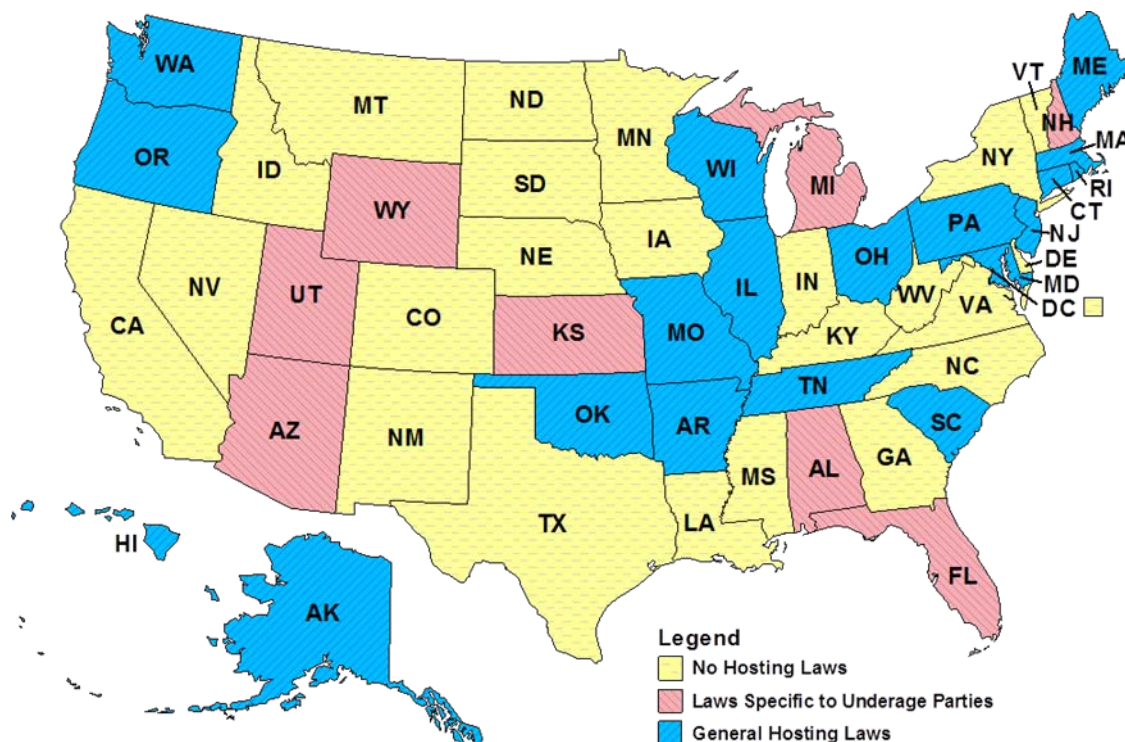 WA
MT
ND
MN
VT
ME
NH
MA
OR
ID
SD
WI
NY
MI
RI
CT
WY
IA
PA
NJ
NE
OH
DE
NV
UT
IL
IN
MD
WV
VA
DC
CA
CO
KS
MO
KY
NC
TN
AZ
NM
OK
AR
SC
MS
AL
GA
TX
LA
HI
FL
AK
Legend
No Hosting Laws
Laws Specific to Underage Parties
General Hosting Laws